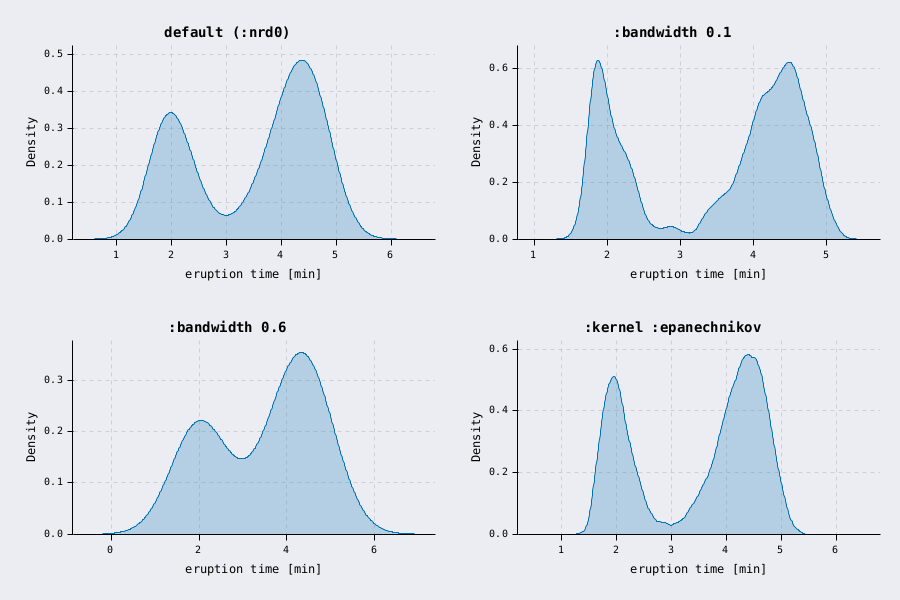 default (:nrd0)
0.5
0.4
0.3
0.2
0.1
0.0
Density
1 2 3 4 5 6
eruption time [min]
:bandwidth 0.1
0.6
0.4
0.2
0.0
Density
1 2 3 4 5
eruption time [min]
:bandwidth 0.6
0.3
0.2
0.1
0.0
Density
0 2 4 6
eruption time [min]
:kernel :epanechnikov
0.6
0.4
0.2
0.0
Density
1 2 3 4 5 6
eruption time [min]